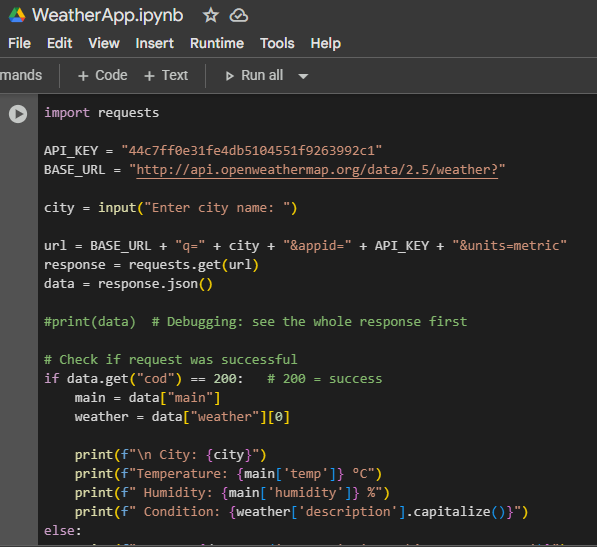 WeatherApp.ipynb
File Edit View Insert Runtime Tools Help
mands + Code + Text Run all
import requests
API_KEY = "44c7ff0e31fe4db5104551f9263992c1"
BASE_URL = "http://api.openweathermap.org/data/2.5/weather?"
city = input("Enter city name: ")
url = BASE_URL + "q=" + city + "&appid=" + API_KEY + "&units=metric"
response = requests.get(url)
data = response.json()
#print(data)  # Debugging: see the whole response first
# Check if request was successful
if data.get("cod") == 200:   # 200 = success
    main = data["main"]
    weather = data["weather"][0]
    print(f"\n City: {city}")
    print(f"Temperature: {main['temp']} °C")
    print(f" Humidity: {main['humidity']} %")
    print(f" Condition: {weather['description'].capitalize()}")
else: